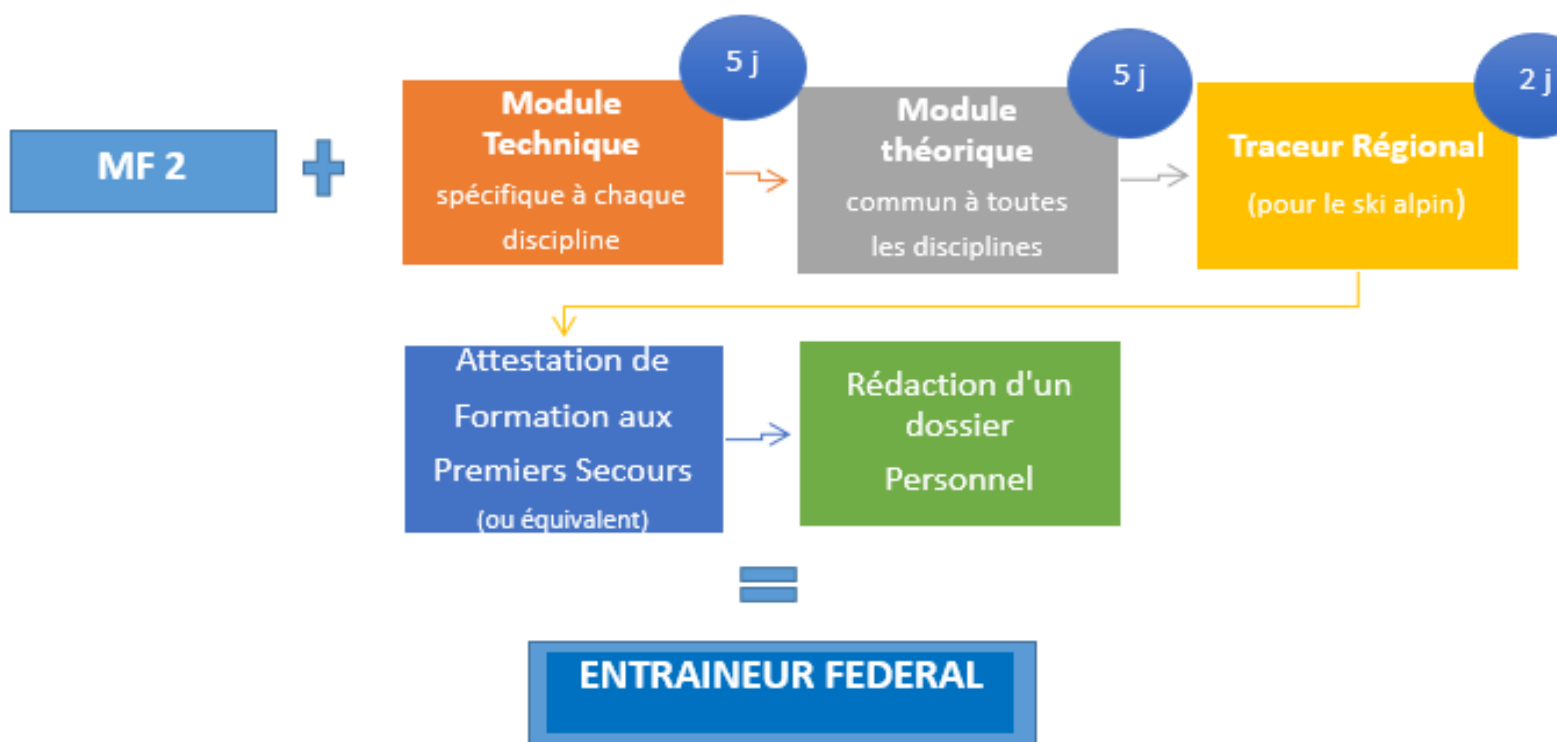 5 j
5 j
2 j
MF 2
Module
Technique
spécifique à chaque
discipline
Module
théorique
commun à toutes
les disciplines
Traceur Régional
(pour le ski alpin)
Attestation de
Formation aux
Premiers Secours
(ou équivalent)
Rédaction d'un
dossier
Personnel
ENTRAINEUR FEDERAL